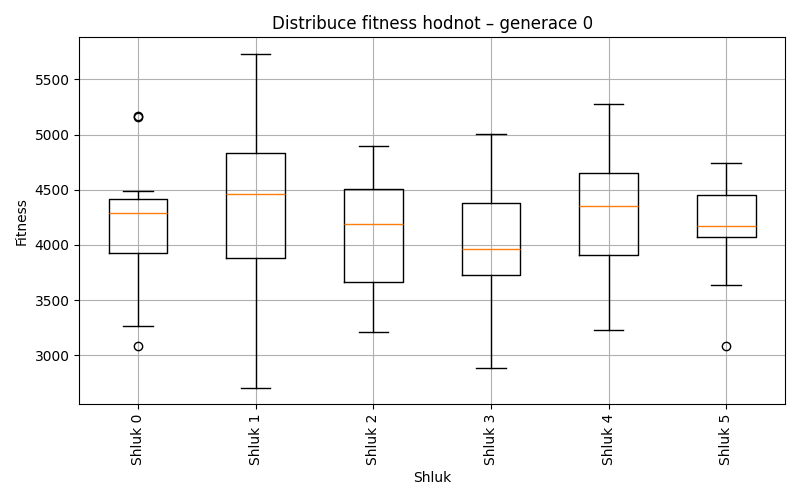 Distribuce fitness hodnot – generace 0
Fitness
5500
5000
4500
4000
3500
3000
Shluk 0
Shluk 1
Shluk 2
Shluk 3
Shluk 4
Shluk 5
Shluk